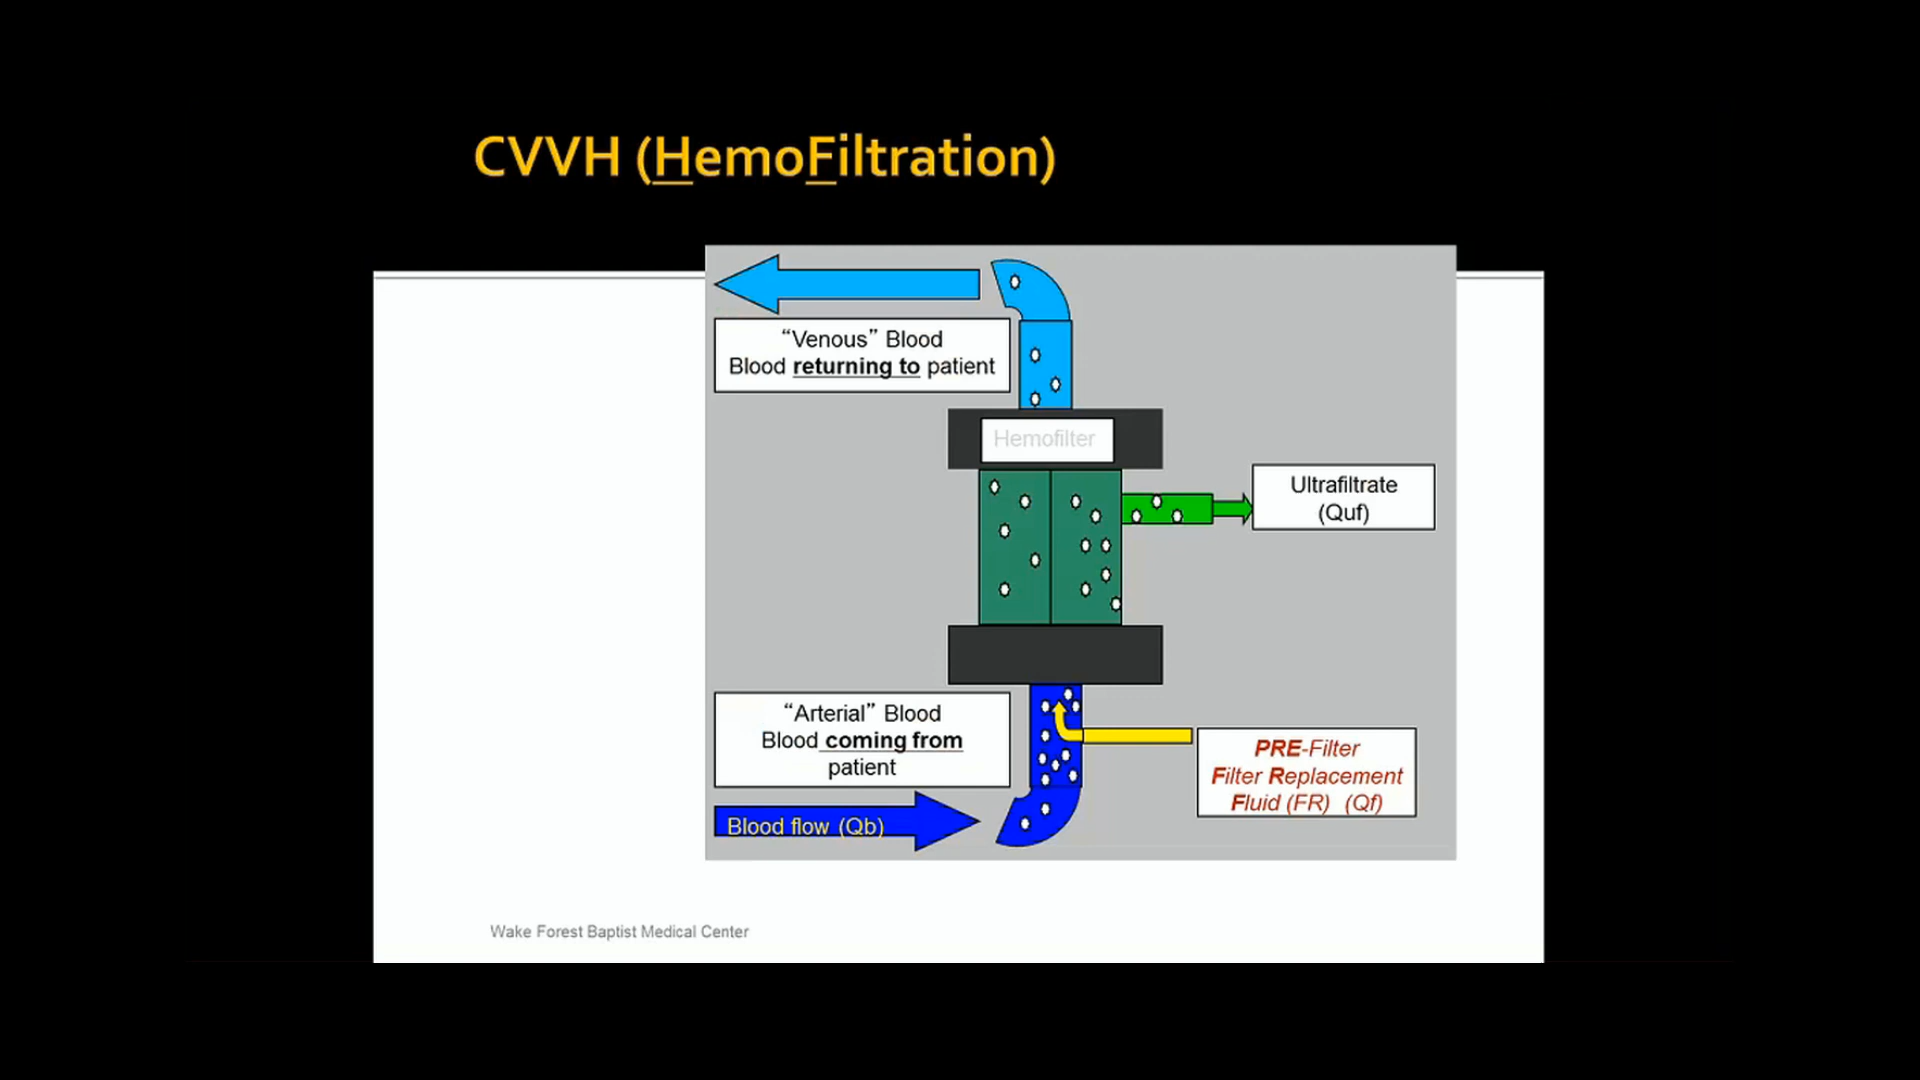 CVVH (HemoFiltration)
“Venous” Blood
Blood returning to patient
Hemofilter
Ultrafiltrate
(Quf)
“Arterial” Blood
Blood coming from
patient
PRE-Filter
Filter Replacement
Fluid (FR) (Qf)
Blood flow (Qb)
Wake Forest Baptist Medical Center